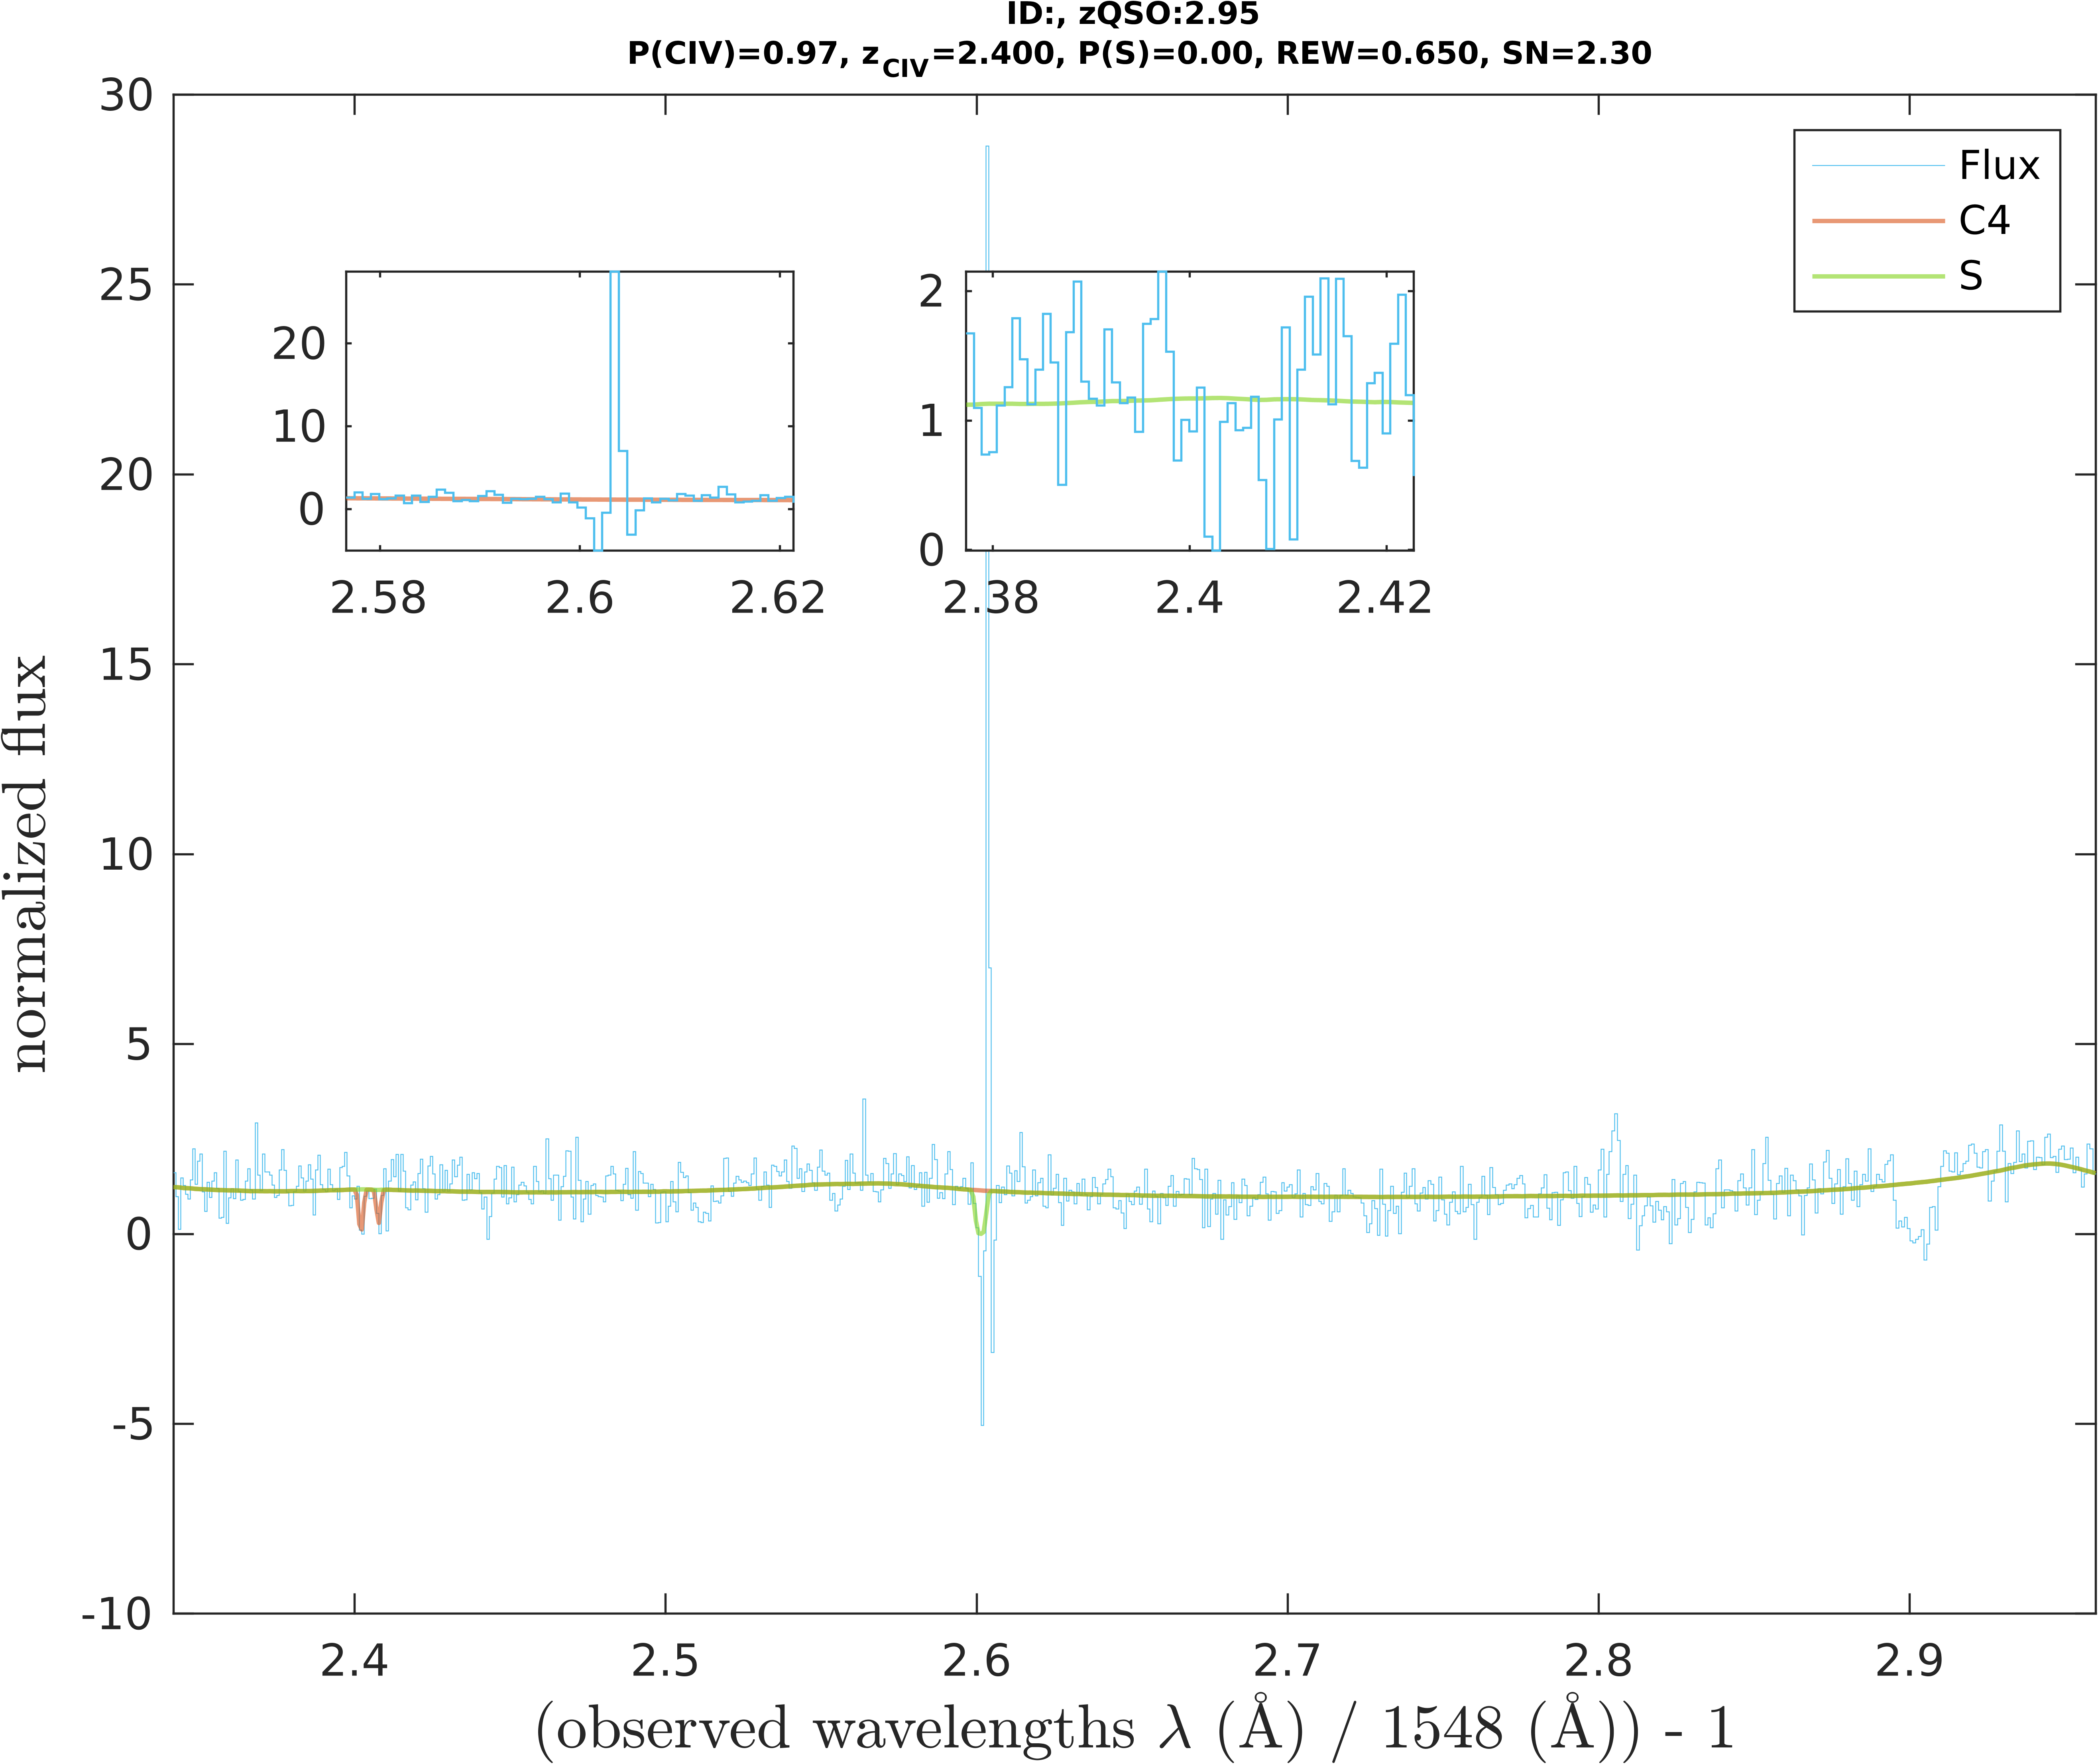 ID:, zQSO:2.95
P(CIV)=0.97, z_CIV=2.400, P(S)=0.00, REW=0.650, SN=2.30
30
25
20
15
10
5
0
-5
-10
normalized flux
Flux
C4
S
20
10
0
2.58 2.6 2.62
2
1
0
2.38 2.4 2.42
2.4 2.5 2.6 2.7 2.8 2.9
(observed wavelengths λ (Å) / 1548 (Å)) - 1